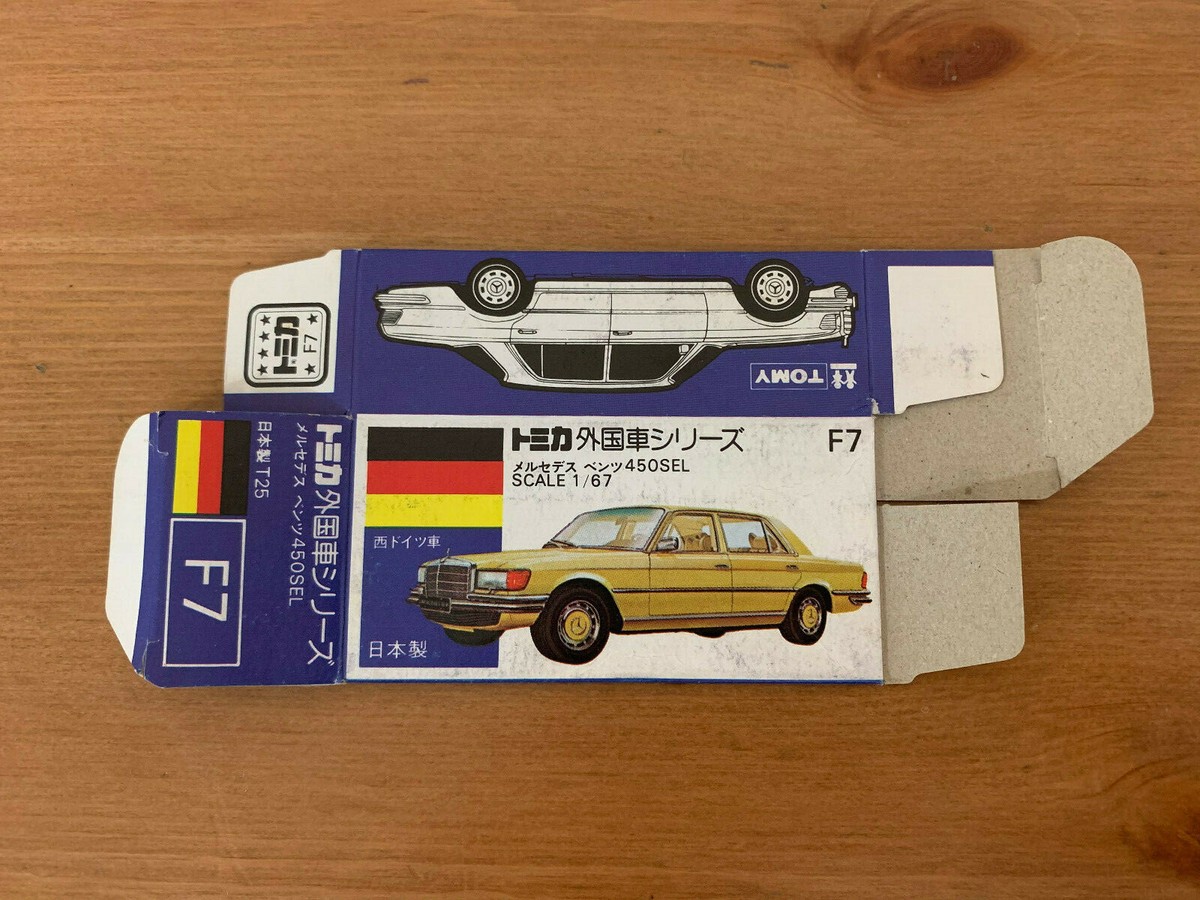 トミカ
F7
TOMY
トミカ外国車シリーズ
メルセデス ベンツ450SEL
日本製 T25
F7
トミカ外国車シリーズ F7
メルセデス ベンツ450SEL
SCALE 1/67
西ドイツ車
日本製